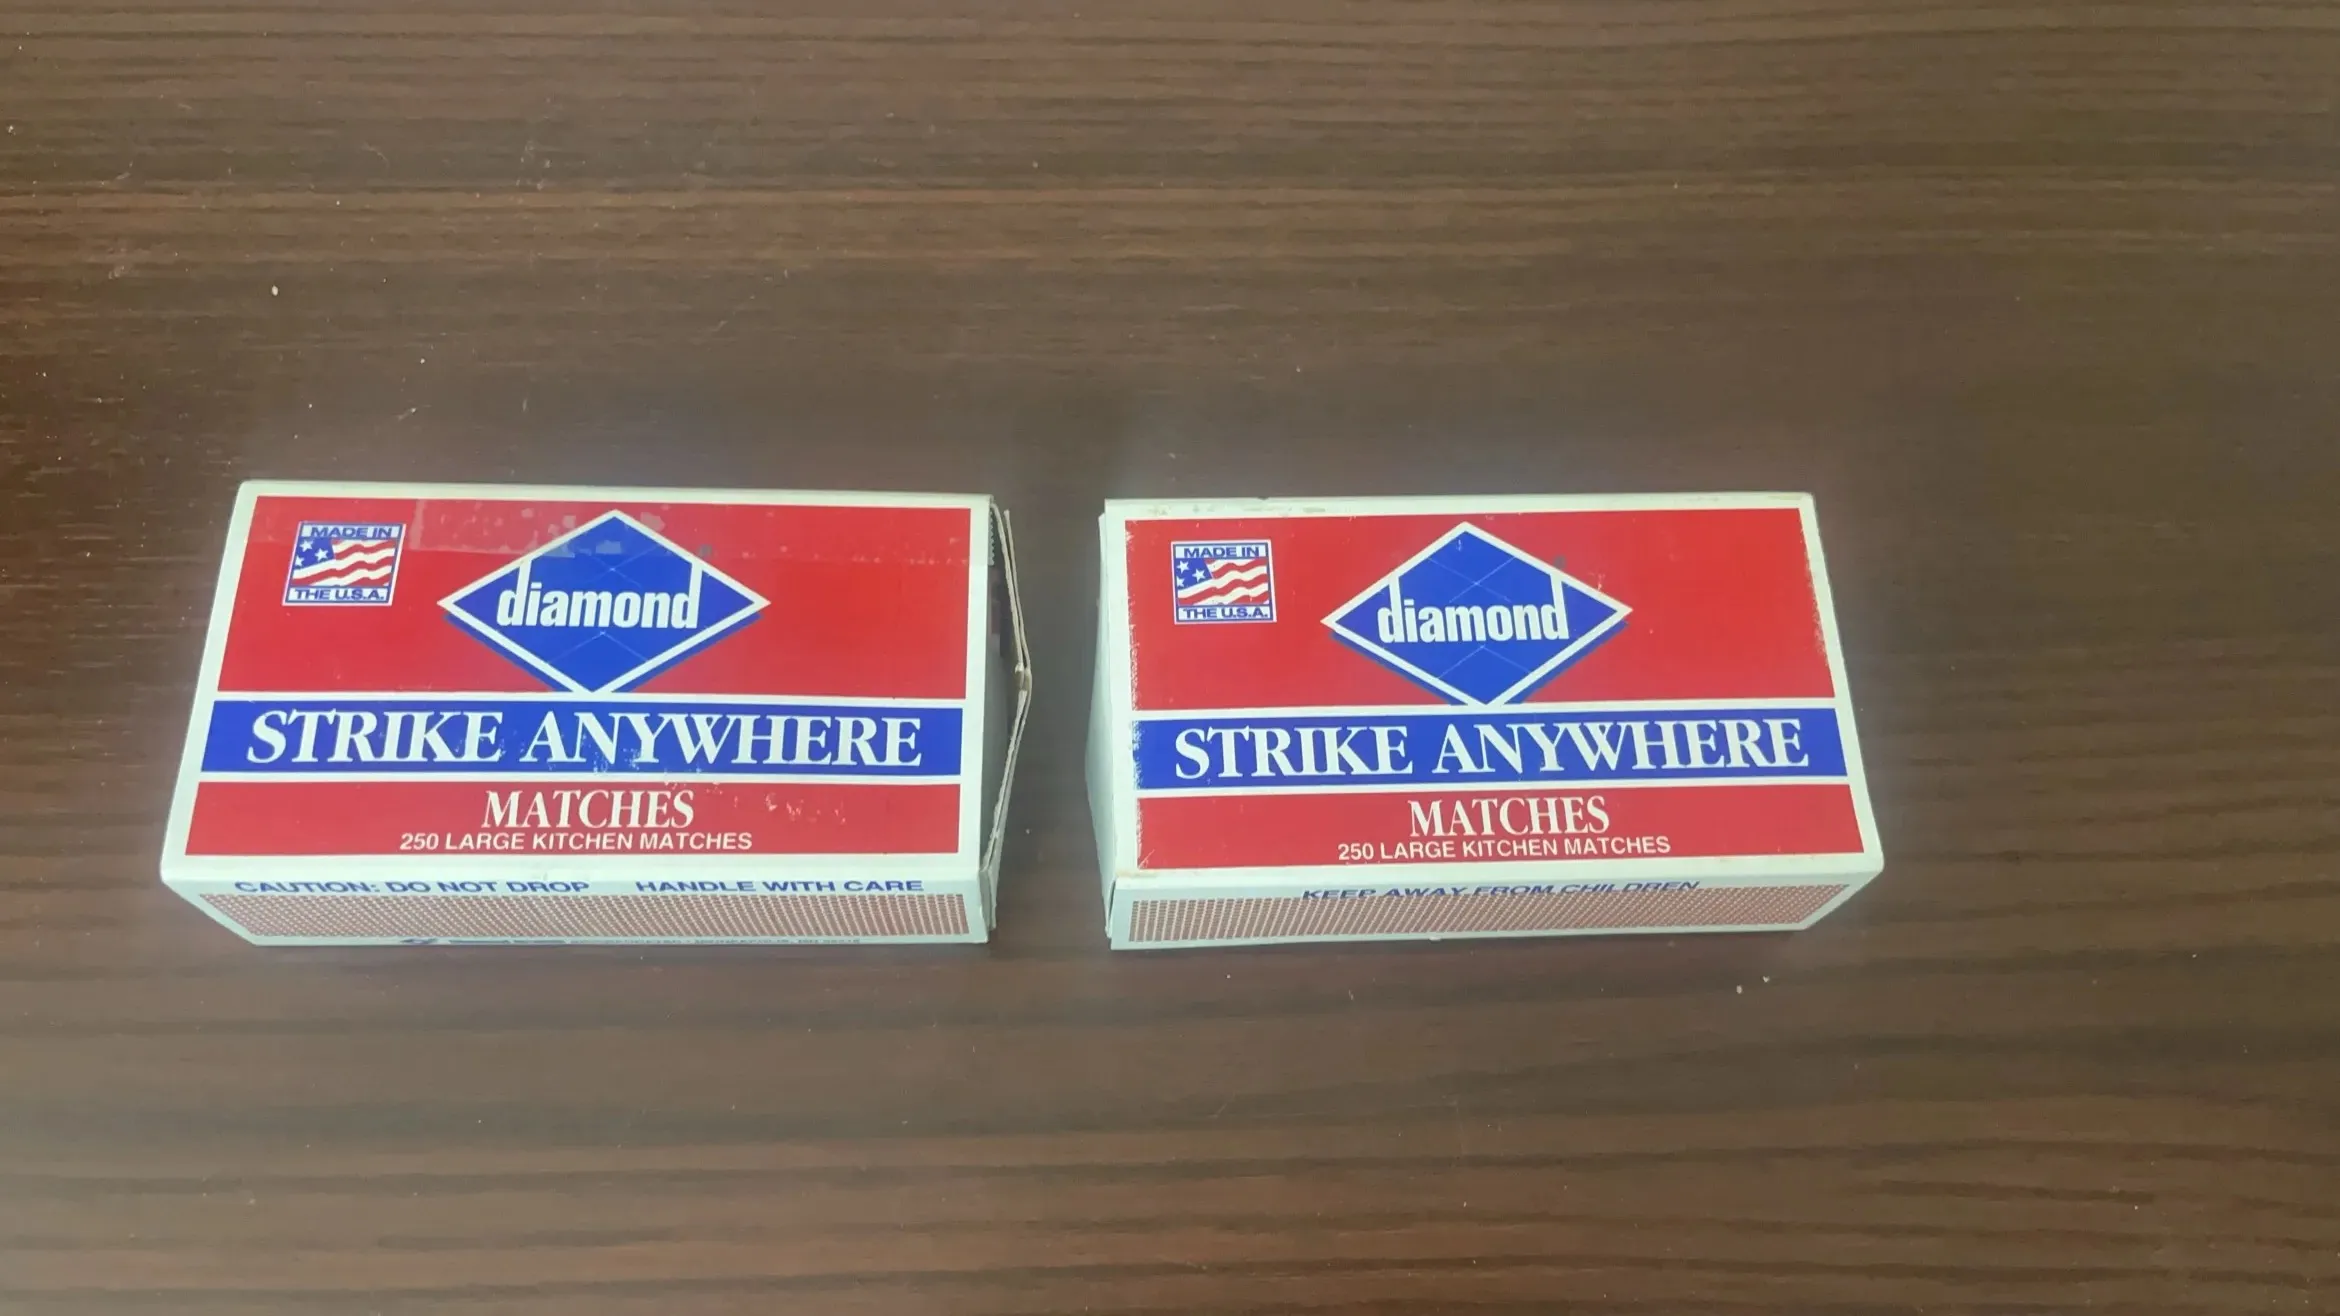 MADE IN
THE U.S.A.
diamond
STRIKE ANYWHERE
MATCHES
250 LARGE KITCHEN MATCHES
CAUTION: DO NOT DROP HANDLE WITH CARE
MADE IN
THE U.S.A.
diamond
STRIKE ANYWHERE
MATCHES
250 LARGE KITCHEN MATCHES
KEEP AWAY FROM CHILDREN